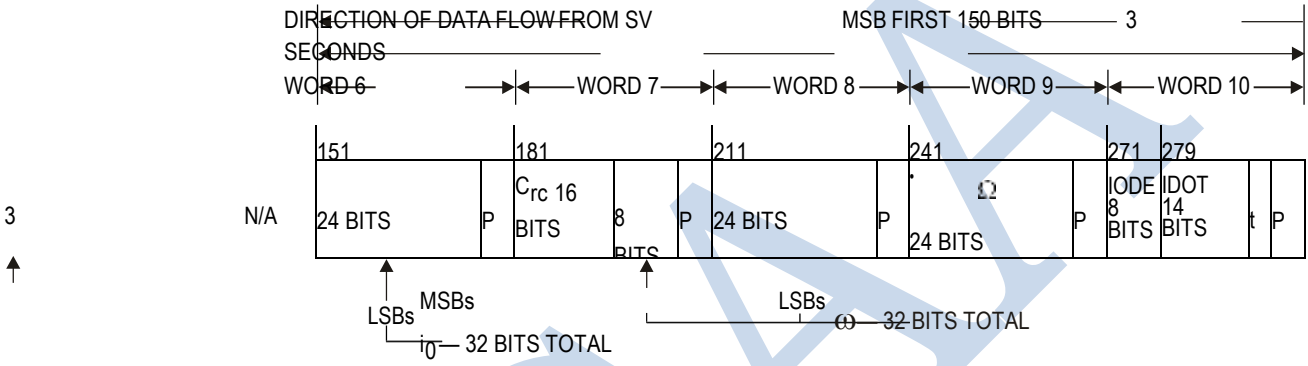 DIRECTION OF DATA FLOW FROM SV MSB FIRST 150 BITS 3
SECONDS
WORD 6 WORD 7 WORD 8 WORD 9 WORD 10
151 181 211 241 271 279
3 N/A 24 BITS P Crc 16 BITS 8 BITS P 24 BITS P Ω 24 BITS P IODE 8 BITS IDOT 14 BITS t P
MSBs LSBs
LSBs ω — 32 BITS TOTAL
i0 — 32 BITS TOTAL